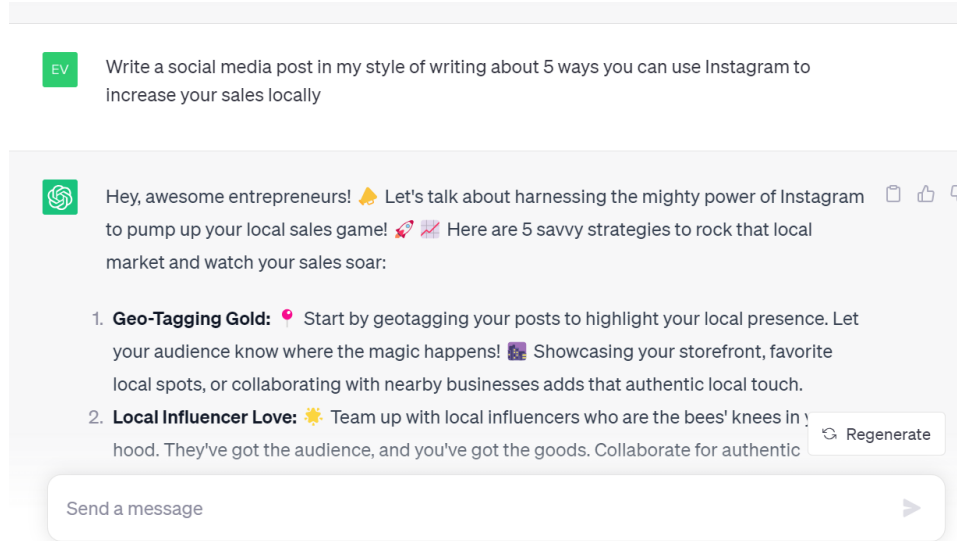 EV
Write a social media post in my style of writing about 5 ways you can use Instagram to
increase your sales locally
Hey, awesome entrepreneurs! 📣 Let's talk about harnessing the mighty power of Instagram
to pump up your local sales game! 🚀 📈 Here are 5 savvy strategies to rock that local
market and watch your sales soar:
1. Geo-Tagging Gold: 📍 Start by geotagging your posts to highlight your local presence. Let
your audience know where the magic happens! 🌆 Showcasing your storefront, favorite
local spots, or collaborating with nearby businesses adds that authentic local touch.
2. Local Influencer Love: 🌟 Team up with local influencers who are the bees' knees in
hood. They've got the audience, and you've got the goods. Collaborate for authentic
Regenerate
Send a message